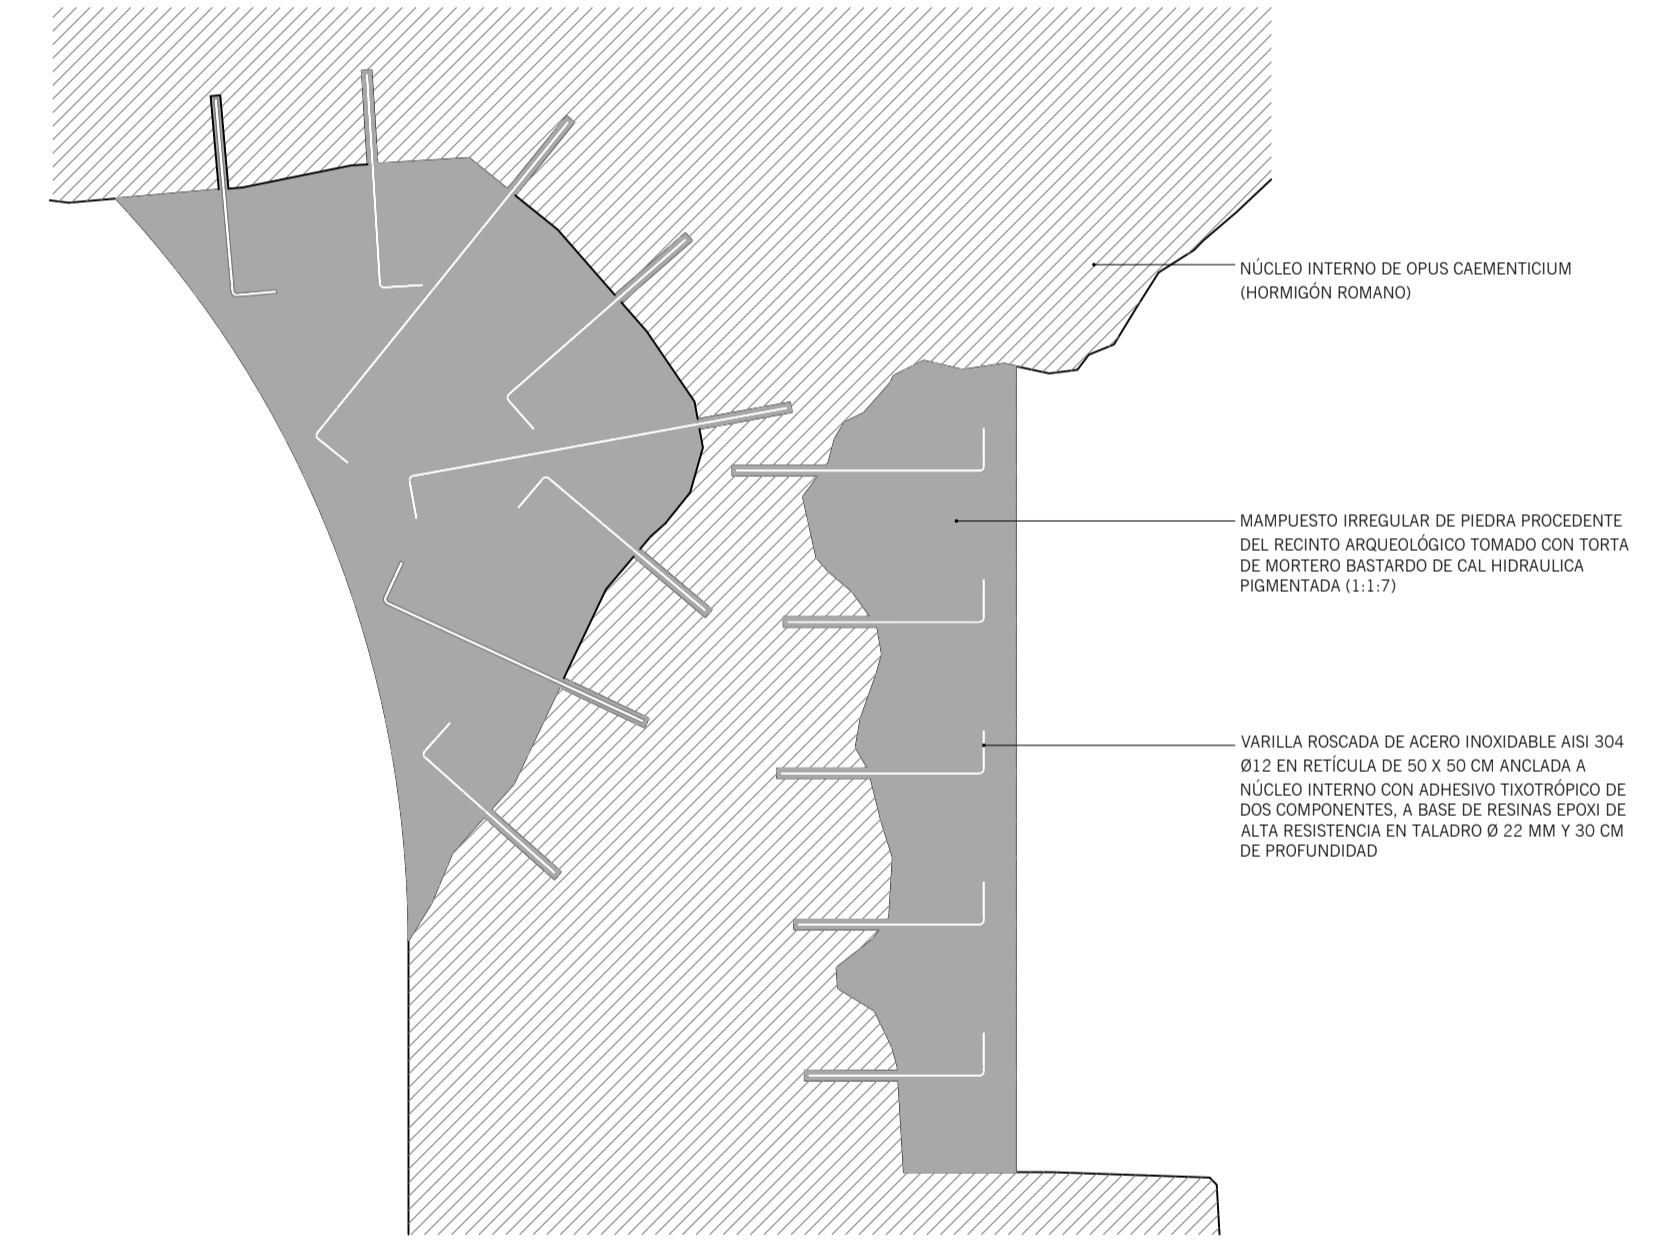 NÚCLEO INTERNO DE OPUS CAEMENTICIUM
(HORMIGÓN ROMANO)
MAMPUESTO IRREGULAR DE PIEDRA PROCEDENTE
DEL RECINTO ARQUEOLÓGICO TOMADO CON TORTA
DE MORTERO BASTARDO DE CAL HIDRAULICA
PIGMENTADA (1:1:7)
VARILLA ROSCADA DE ACERO INOXIDABLE AISI 304
Ø12 EN RETÍCULA DE 50 X 50 CM ANCLADA A
NÚCLEO INTERNO CON ADHESIVO TIXOTRÓPICO DE
DOS COMPONENTES, A BASE DE RESINAS EPOXI DE
ALTA RESISTENCIA EN TALADRO Ø 22 MM Y 30 CM
DE PROFUNDIDAD